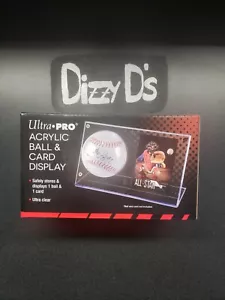 Dizzy D's
Ultra•PRO®
ACRYLIC
BALL &
CARD
DISPLAY
• Safely stores &
displays 1 ball &
1 card
• Ultra clear
ALL-STAR